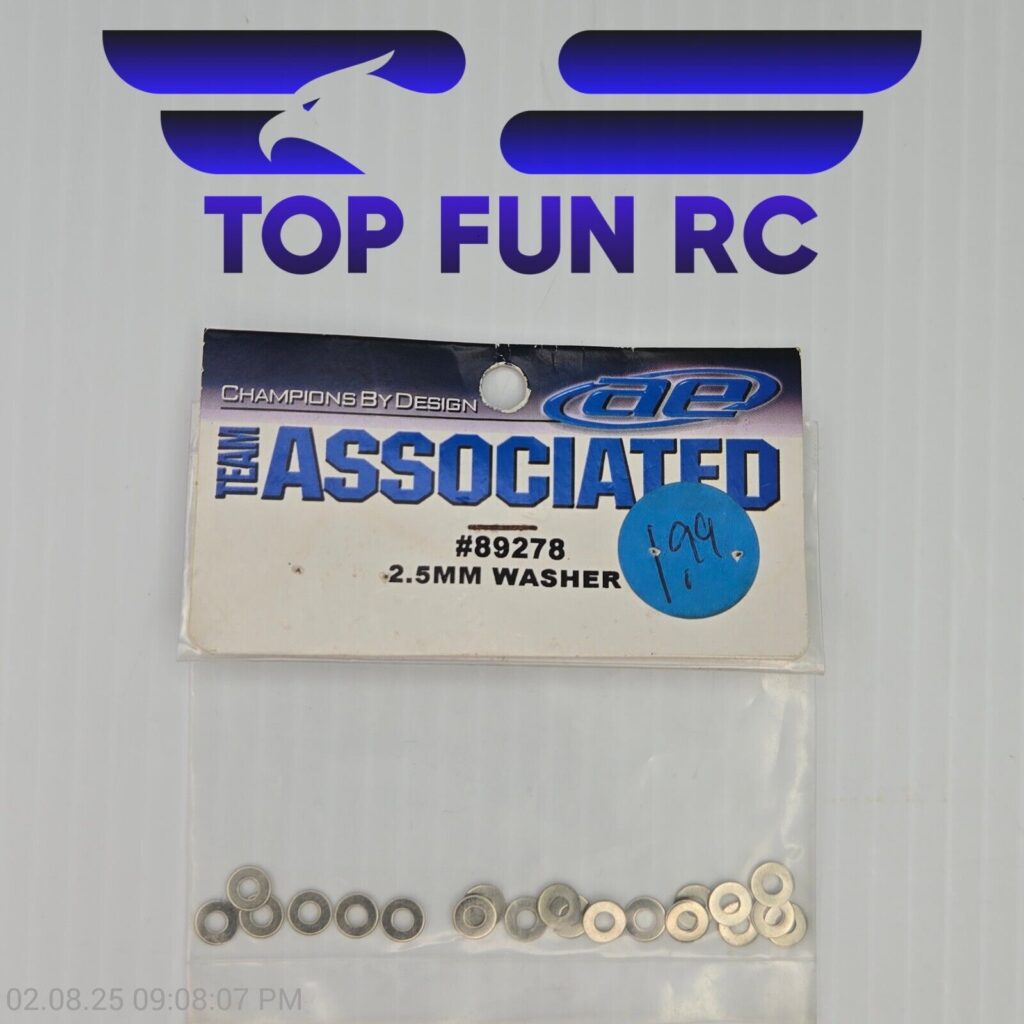 TOP FUN RC
CHAMPIONS BY DESIGN
ae
TEAM ASSOCIATED
1.99
#89278
2.5MM WASHER
02.08.25 09:08:07 PM